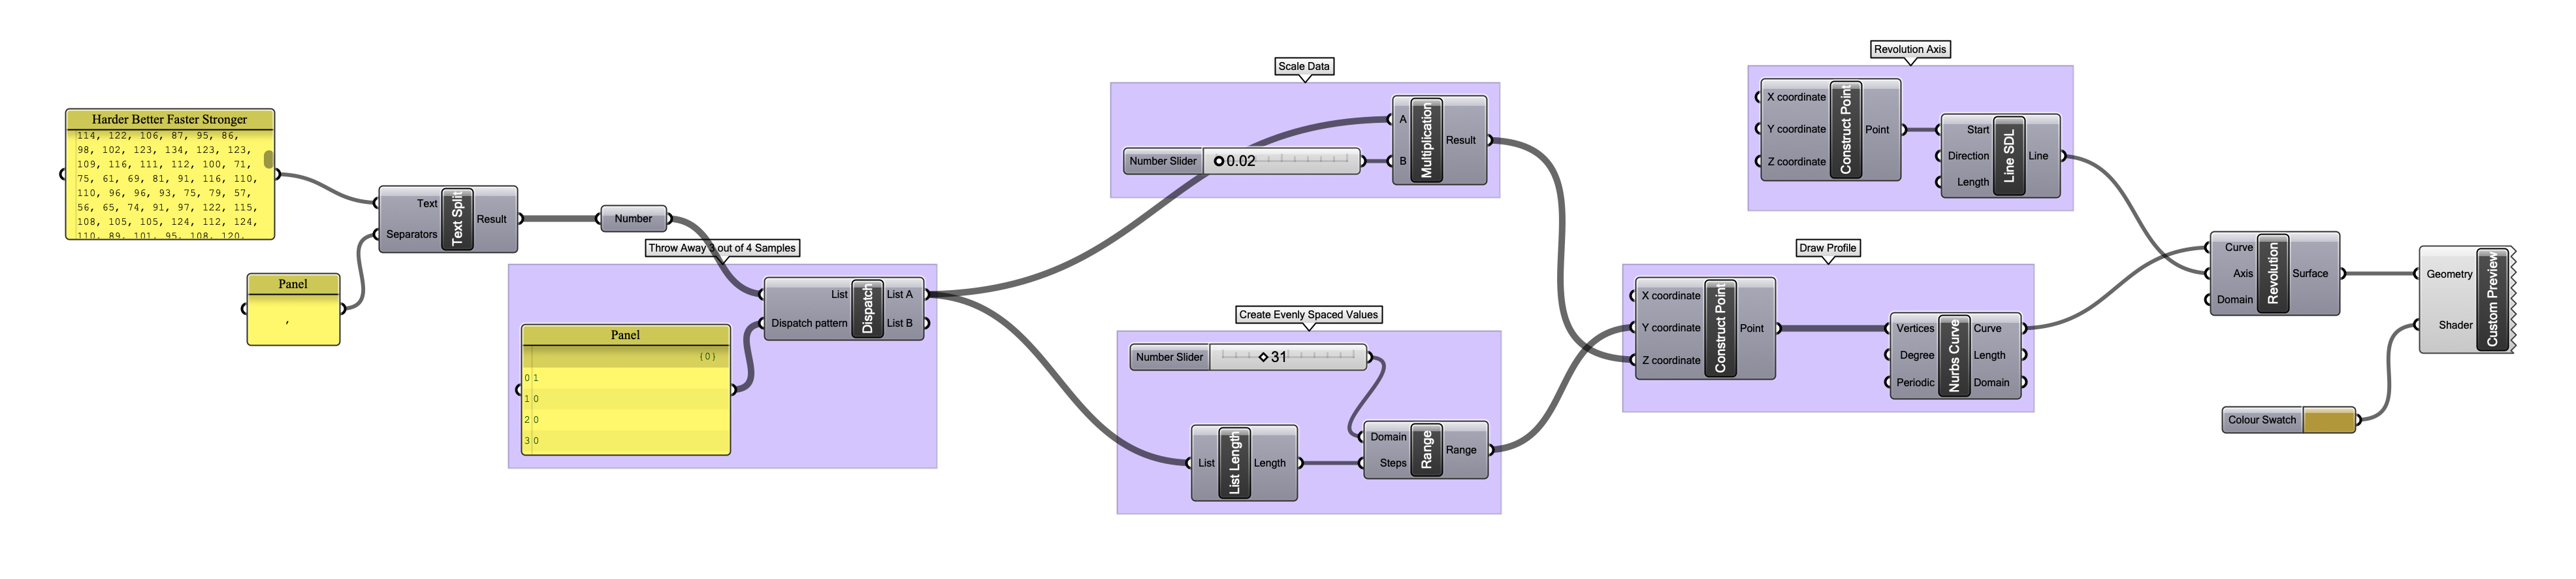 Harder Better Faster Stronger
114, 122, 106, 87, 95, 86,
98, 102, 123, 134, 123, 123,
109, 116, 111, 112, 100, 71,
75, 61, 69, 81, 91, 116, 110,
110, 96, 96, 93, 75, 79, 57,
56, 65, 74, 91, 97, 122, 115,
108, 105, 105, 124, 112, 124,
110, 89, 101, 95, 108, 120,
Panel
,
Text
Separators
Text Split
Result
Number
Throw Away 3 out of 4 Samples
Panel
{0}
0 1
1 0
2 0
3 0
List
Dispatch pattern
Dispatch
List A
List B
Scale Data
Number Slider
0.02
A
B
Multiplication
Result
Create Evenly Spaced Values
Number Slider
31
List
List Length
Length
Domain
Steps
Range
Range
Revolution Axis
X coordinate
Y coordinate
Z coordinate
Construct Point
Point
Start
Direction
Length
Line SDL
Line
Draw Profile
X coordinate
Y coordinate
Z coordinate
Construct Point
Point
Vertices
Degree
Periodic
Nurbs Curve
Curve
Length
Domain
Curve
Axis
Domain
Revolution
Surface
Colour Swatch
Geometry
Shader
Custom Preview